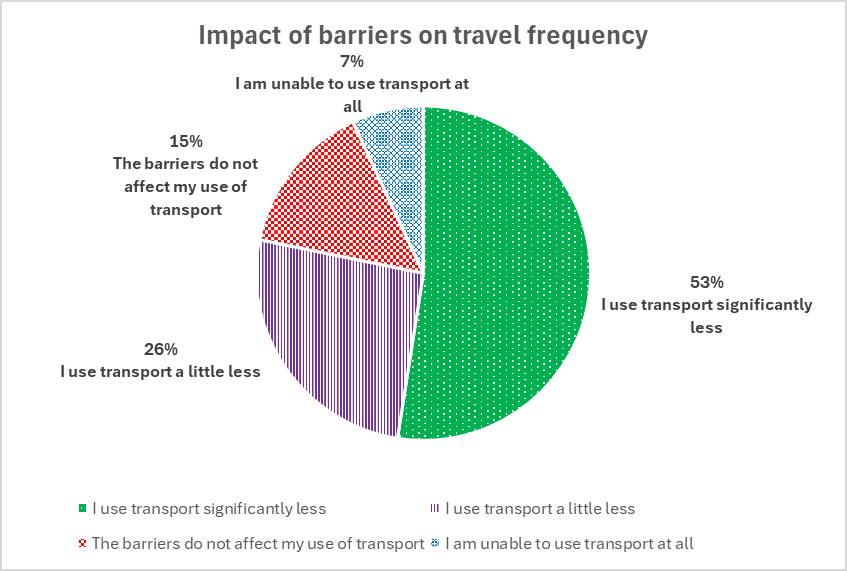 Impact of barriers on travel frequency
7%
I am unable to use transport at
all
15%
The barriers do not
affect my use of
transport
53%
I use transport significantly
less
26%
I use transport a little less
I use transport significantly less
I use transport a little less
The barriers do not affect my use of transport
I am unable to use transport at all